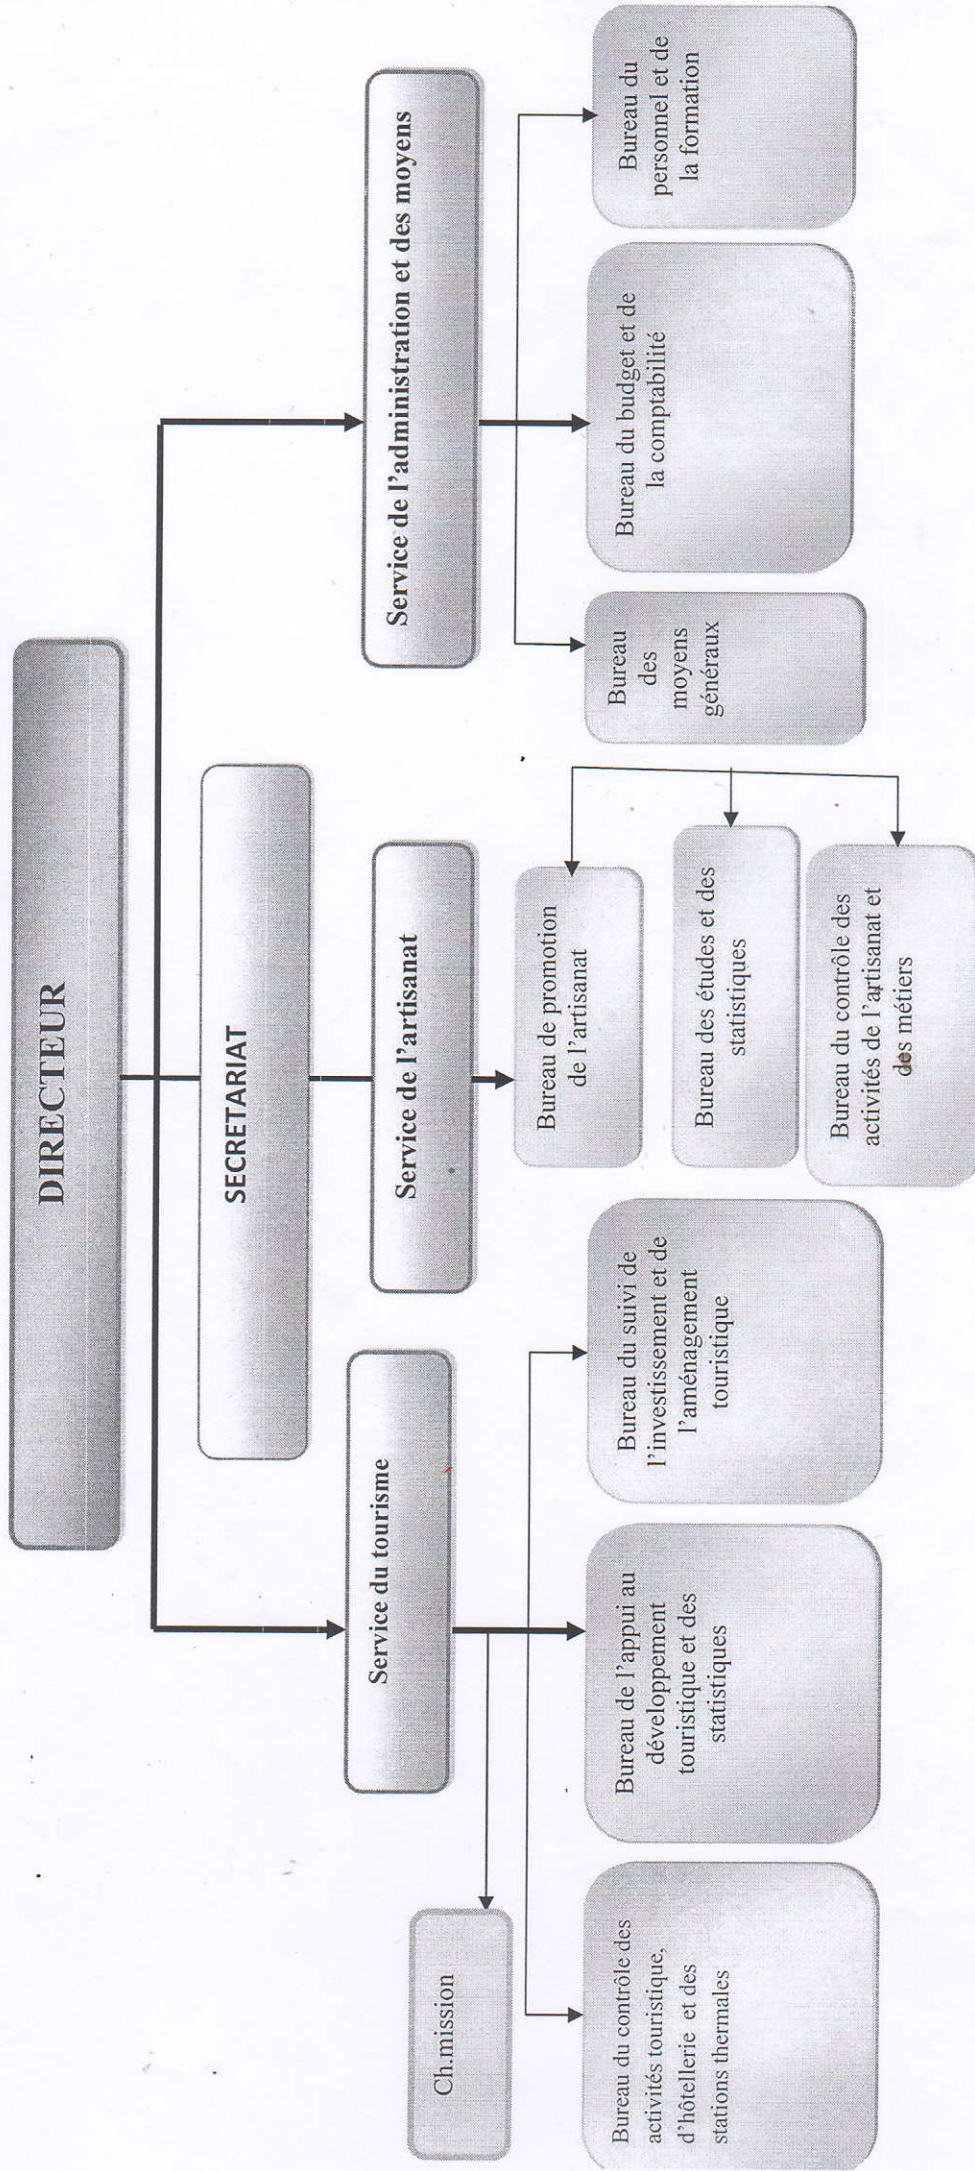 DIRECTEUR
SECRETARIAT
Service du tourisme
Service de l'artisanat
Service de l'administration et des moyens
Ch.mission
Bureau du contrôle des
activités touristique,
d'hôtellerie et des
stations thermales
Bureau de l'appui au
développement
touristique et des
statistiques
Bureau du suivi de
l'investissement et de
l'aménagement
touristique
Bureau de promotion
de l'artisanat
Bureau des études et des
statistiques
Bureau du contrôle des
activités de l'artisanat et
des métiers
Bureau
des
moyens
généraux
Bureau du budget et de
la comptabilité
Bureau du
personnel et de
la formation